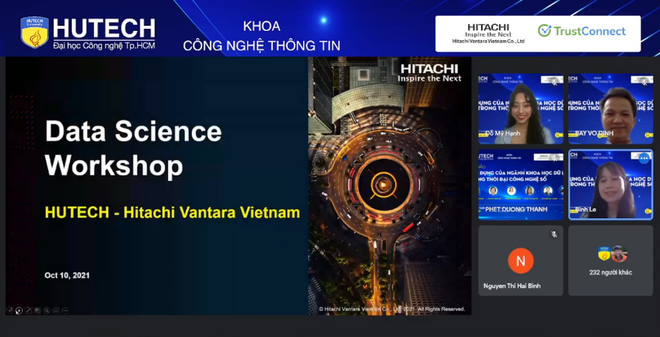 HUTECH
Đại học Công nghệ Tp.HCM
KHOA
CÔNG NGHỆ THÔNG TIN
HITACHI
Inspire the Next
Hitachi Vantara Vietnam Co., Ltd
TrustConnect
HITACHI
Inspire the Next
Data Science
Workshop
HUTECH - Hitachi Vantara Vietnam
Oct 10, 2021
© Hitachi Vantara Vietnam Co., Ltd 2021. All Rights Reserved.
Đỗ Mỹ Hạnh
TAY VO DINH
PHET DUONG THANH
Binh Le
N
Nguyen Thi Hai Binh
232 người khác